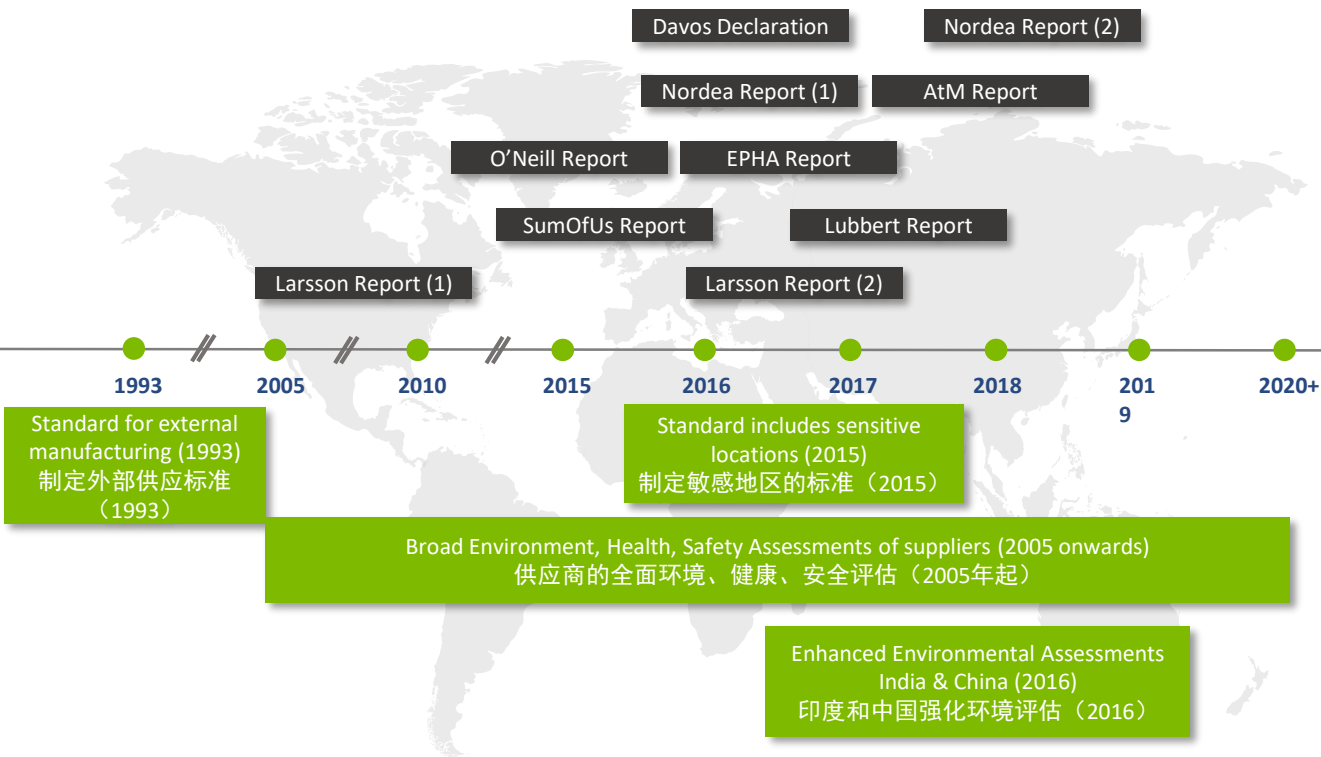 Davos Declaration
Nordea Report (2)
Nordea Report (1)
AtM Report
O’Neill Report
EPHA Report
SumOfUs Report
Lubbert Report
Larsson Report (1)
Larsson Report (2)
1993
2005
2010
2015
2016
2017
2018
201
9
2020+
Standard for external
manufacturing (1993)
制定外部供应标准
（1993）
Standard includes sensitive
locations (2015)
制定敏感地区的标准（2015）
Broad Environment, Health, Safety Assessments of suppliers (2005 onwards)
供应商的全面环境、健康、安全评估（2005年起）
Enhanced Environmental Assessments
India & China (2016)
印度和中国强化环境评估（2016）